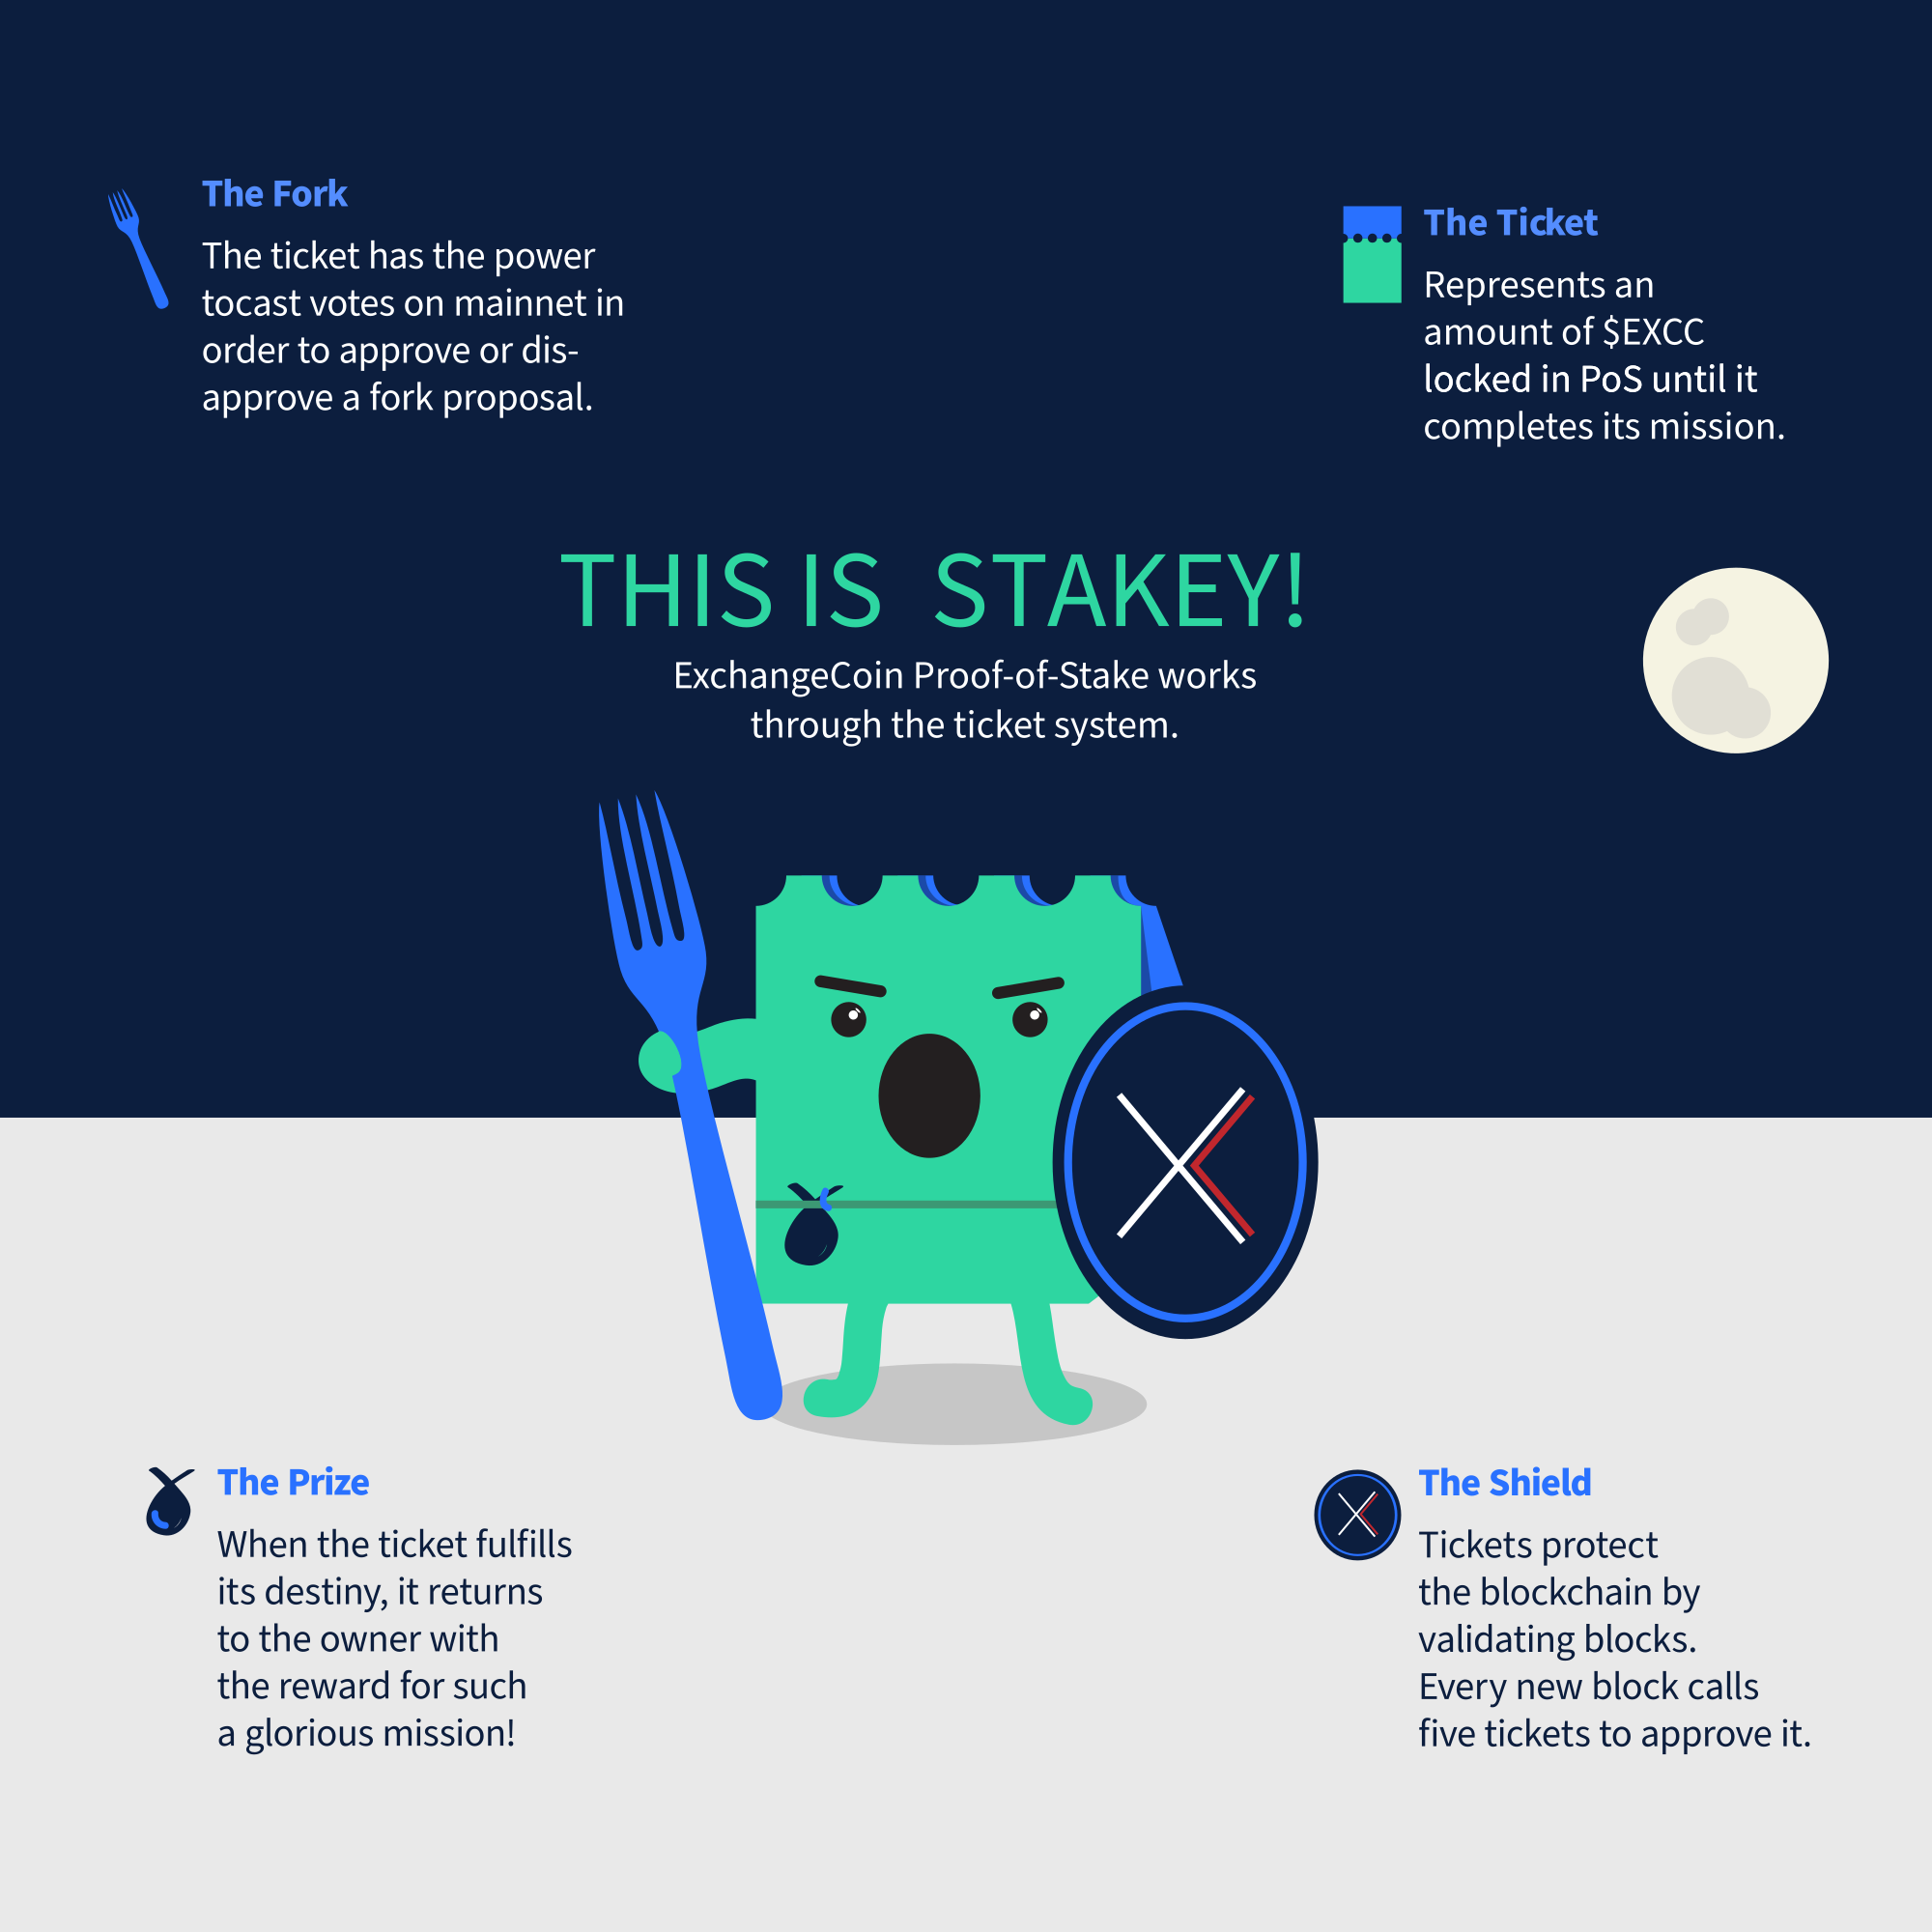 The Fork
The ticket has the power
tocast votes on mainnet in
order to approve or dis-
approve a fork proposal.
The Ticket
Represents an
amount of $EXCC
locked in PoS until it
completes its mission.
THIS IS STAKEY!
ExchangeCoin Proof-of-Stake works
through the ticket system.
The Prize
When the ticket fulfills
its destiny, it returns
to the owner with
the reward for such
a glorious mission!
The Shield
Tickets protect
the blockchain by
validating blocks.
Every new block calls
five tickets to approve it.